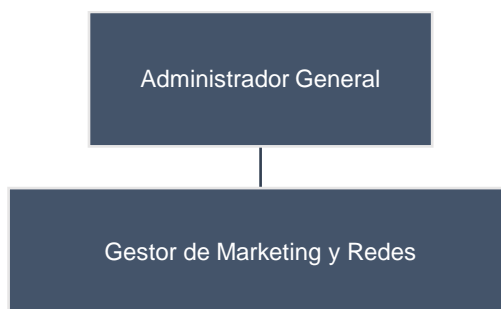 Administrador General
Gestor de Marketing y Redes